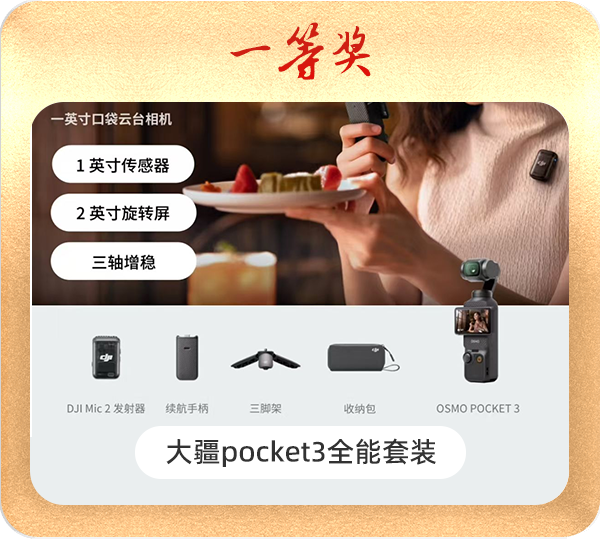 一等奖
一英寸口袋云台相机
1 英寸传感器
2 英寸旋转屏
三轴增稳
dji
dji
dji
DJI Mic 2 发射器
续航手柄
三脚架
收纳包
OSMO POCKET 3
大疆pocket3全能套装